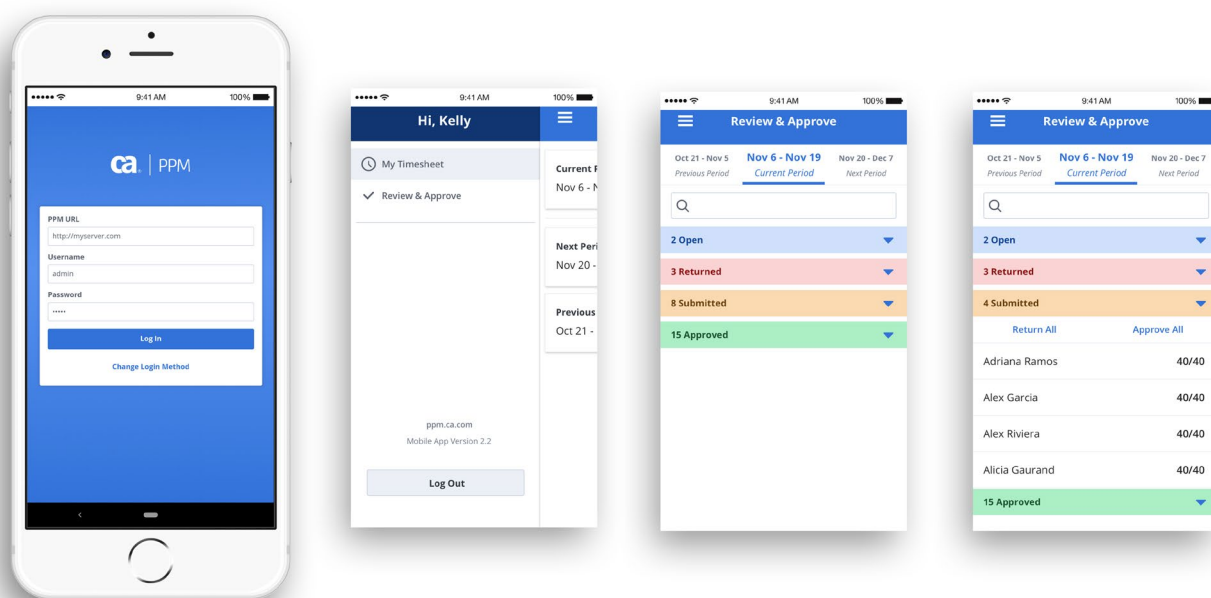 9:41 AM 100%
ca. PPM
PPM URL
http://myserver.com
Username
admin
Password
•••••
Log In
Change Login Method
9:41 AM 100%
Hi, Kelly
My Timesheet
Review & Approve
ppm.ca.com
Mobile App Version 2.2
Log Out
Current P
Nov 6 - N
Next Peri
Nov 20 -
Previous
Oct 21 -
9:41 AM 100%
Review & Approve
Oct 21 - Nov 5 Nov 6 - Nov 19 Nov 20 - Dec 7
Previous Period Current Period Next Period
2 Open
3 Returned
8 Submitted
15 Approved
9:41 AM 100%
Review & Approve
Oct 21 - Nov 5 Nov 6 - Nov 19 Nov 20 - Dec 7
Previous Period Current Period Next Period
2 Open
3 Returned
4 Submitted
Return All Approve All
Adriana Ramos 40/40
Alex Garcia 40/40
Alex Riviera 40/40
Alicia Gaurand 40/40
15 Approved